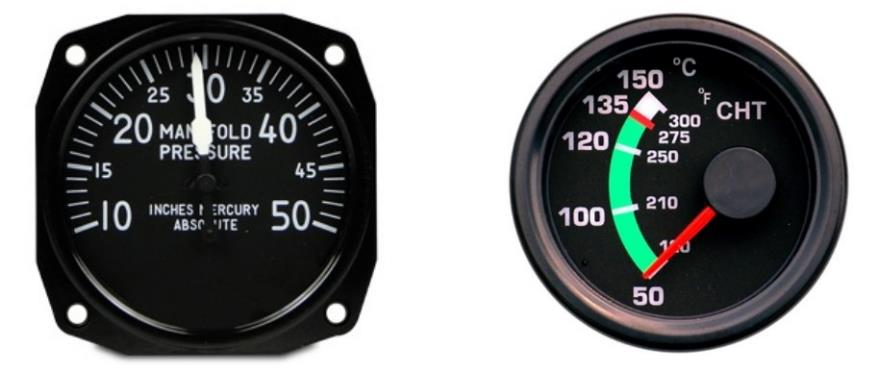 25 30 35
20 MANIFOLD 40
PRESSURE
15 45
10 INCHES MERCURY 50
ABSOLUTE
150 °C
°F
135 300 CHT
275
120 250
100 210
50